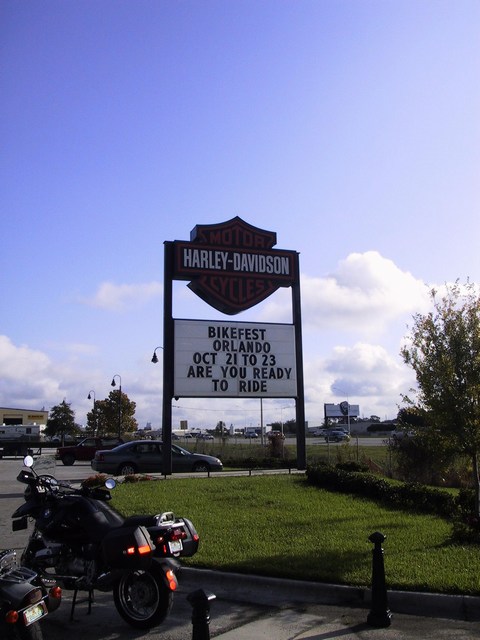 MOTOR
HARLEY-DAVIDSON
CYCLES
BIKEFEST
ORLANDO
OCT 21 TO 23
ARE YOU READY
TO RIDE